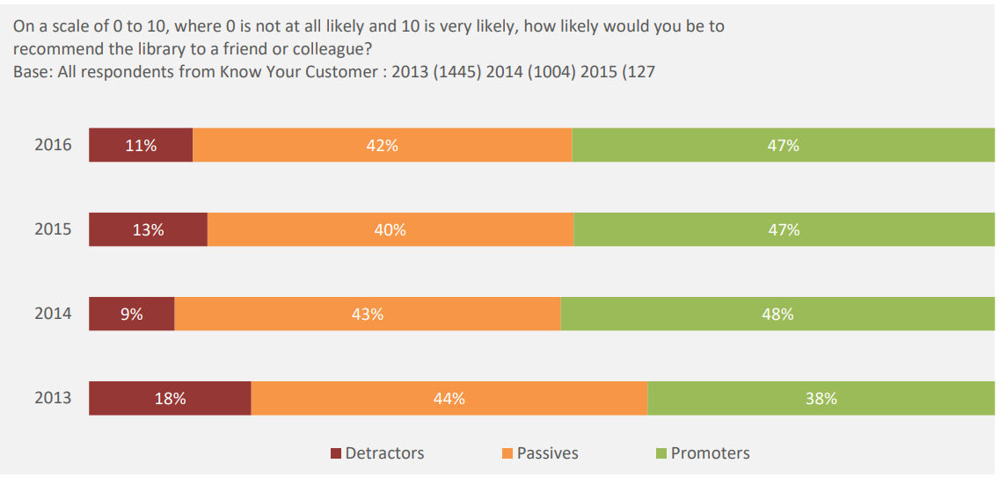 On a scale of 0 to 10, where 0 is not at all likely and 10 is very likely, how likely would you be to
recommend the library to a friend or colleague?
Base: All respondents from Know Your Customer : 2013 (1445) 2014 (1004) 2015 (127
2016 11% 42% 47%
2015 13% 40% 47%
2014 9% 43% 48%
2013 18% 44% 38%
Detractors Passives Promoters